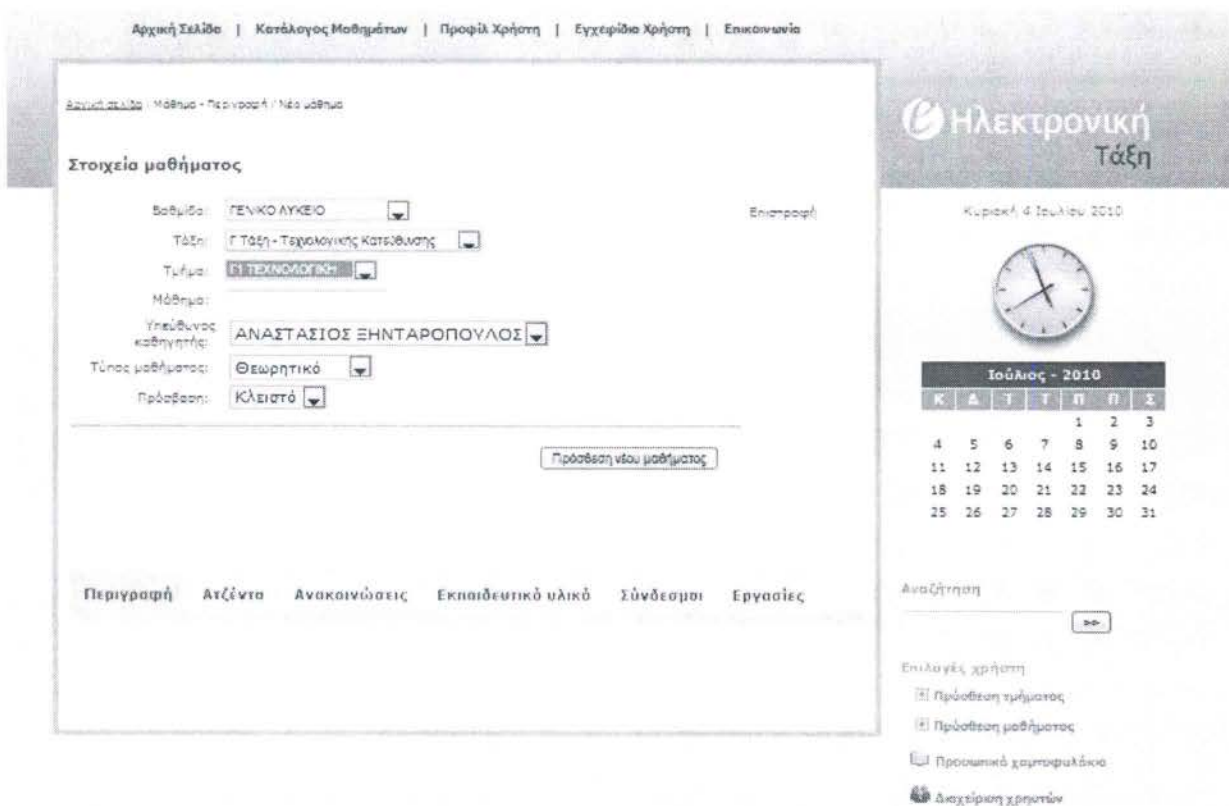 Αρχική Σελίδα | Κατάλογος Μαθημάτων | Προφίλ Χρήστη | Εγχειρίδιο Χρήστη | Επικοινωνία
Αρχική σελίδα / Μάθημα - Περιγραφή / Νέο μάθημα
Ηλεκτρονική
Τάξη
Στοιχεία μαθήματος
Βαθμίδα: ΓΕΝΙΚΟ ΛΥΚΕΙΟ
Επιστροφή
Τάξη: Γ Τάξη - Τεχνολογικής Κατεύθυνσης
Τμήμα: Γ1 ΤΕΧΝΟΛΟΓΙΚΗ
Μάθημα:
Υπεύθυνος καθηγητής: ΑΝΑΣΤΑΣΙΟΣ ΞΗΝΤΑΡΟΠΟΥΛΟΣ
Τύπος μαθήματος: Θεωρητικό
Πρόσβαση: Κλειστό
Πρόσθεση νέου μαθήματος
Περιγραφή Ατζέντα Ανακοινώσεις Εκπαιδευτικό υλικό Σύνδεσμοι Εργασίες
Κυριακή 4 Ιουλίου 2010
Ιούλιος - 2010
Κ Δ Τ Τ Π Π Σ
1 2 3
4 5 6 7 8 9 10
11 12 13 14 15 16 17
18 19 20 21 22 23 24
25 26 27 28 29 30 31
Αναζήτηση
>>
Επιλογές χρήστη
Πρόσθεση τμήματος
Πρόσθεση μαθήματος
Προσωπικό χαρτοφυλάκιο
Διαχείριση χρηστών